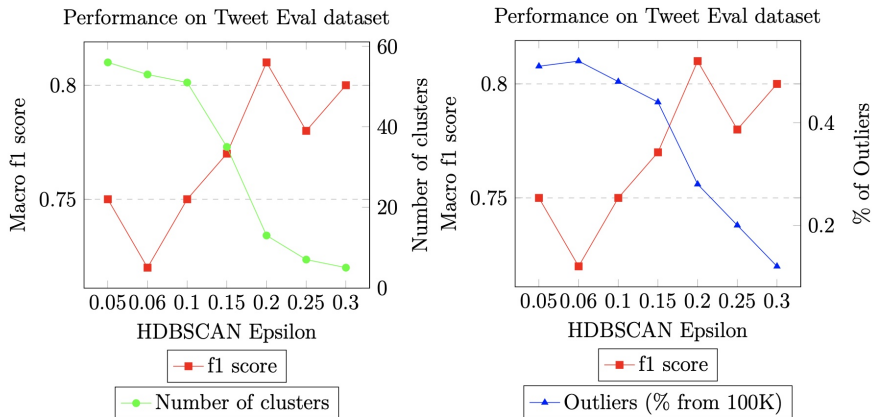 Performance on Tweet Eval dataset
Macro f1 score
0.8
0.75
60
40
20
0
Number of clusters
0.05 0.06 0.1 0.15 0.2 0.25 0.3
HDBSCAN Epsilon
f1 score
Number of clusters
Performance on Tweet Eval dataset
Macro f1 score
0.8
0.75
0.4
0.2
% of Outliers
0.05 0.06 0.1 0.15 0.2 0.25 0.3
HDBSCAN Epsilon
f1 score
Outliers (% from 100K)